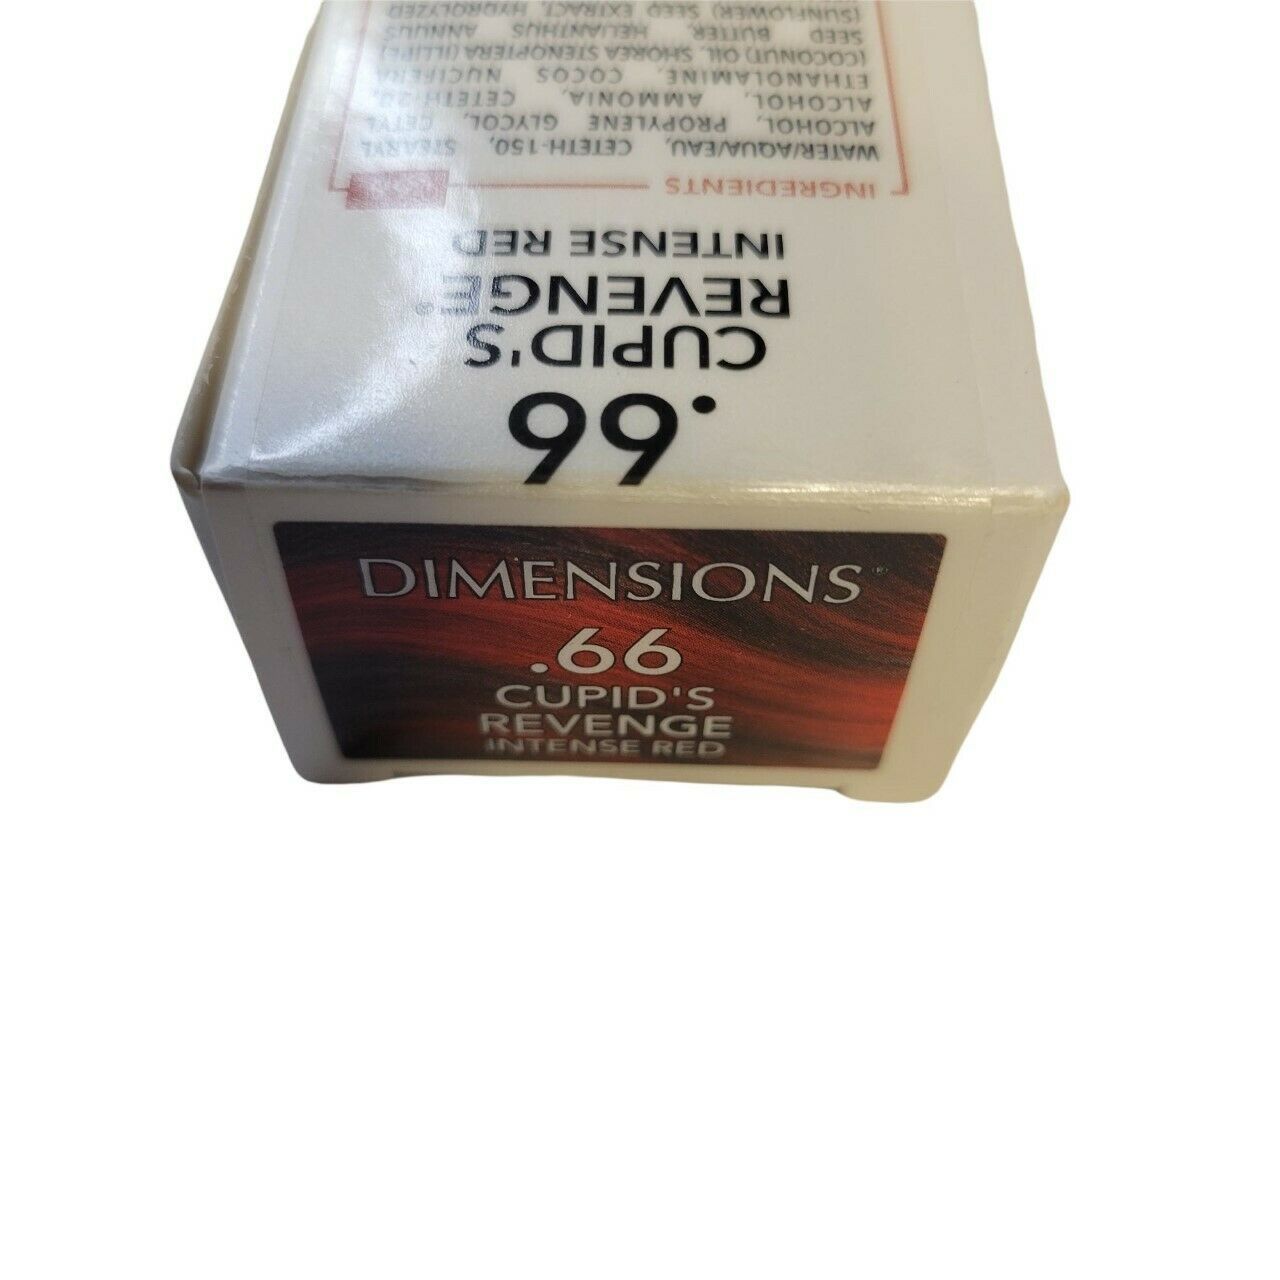 DIMENSIONS®
.66
CUPID'S
REVENGE
INTENSE RED
.66
CUPID'S
REVENGE®
INTENSE RED
INGREDIENTS
WATER/AQUA/EAU, CETETH-150, STEARYL
ALCOHOL, PROPYLENE GLYCOL, CETYL
ALCOHOL, AMMONIA, CETETH-20,
ETHANOLAMINE, COCOS NUCIFERA
(COCONUT) OIL, SHOREA STENOPTERA (ILLIPE)
SEED BUTTER, HELIANTHUS ANNUUS
(SUNFLOWER) SEED EXTRACT, HYDROLYZED